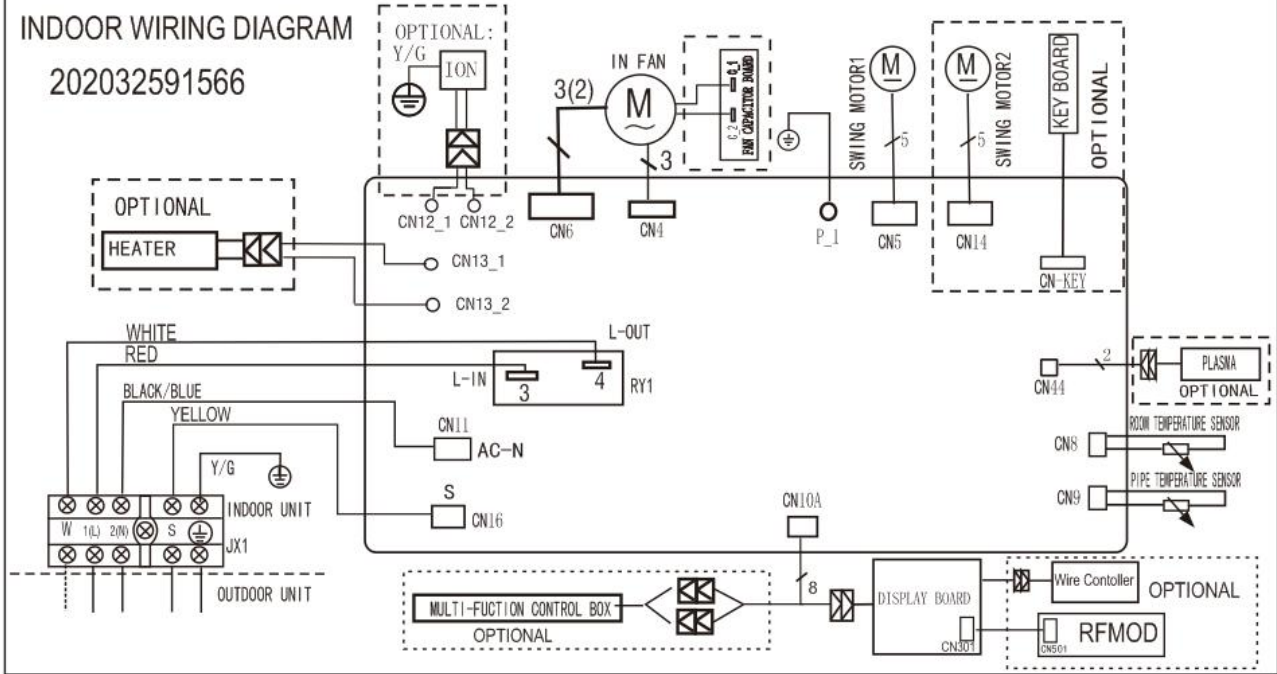 INDOOR WIRING DIAGRAM
202032591566
OPTIONAL:
Y/G
ION
CN12_1
CN12_2
IN FAN
M
3(2)
3
CN6
CN4
C_1
C_2
FAN CAPACITOR BOARD
P_1
SWING MOTOR1
M
5
CN5
SWING MOTOR2
M
5
CN14
KEY BOARD
OPTIONAL
CN-KEY
OPTIONAL
HEATER
CN13_1
CN13_2
WHITE
RED
BLACK/BLUE
YELLOW
Y/G
L-OUT
L-IN
3
4
RY1
CN11
AC-N
S
CN16
INDOOR UNIT
W 1(L) 2(N) S
JX1
OUTDOOR UNIT
CN44
2
PLASMA
OPTIONAL
ROOM TEMPERATURE SENSOR
CN8
PIPE TEMPERATURE SENSOR
CN9
CN10A
8
MULTI-FUCTION CONTROL BOX
OPTIONAL
DISPLAY BOARD
CN301
Wire Contoller
OPTIONAL
CN501
RFMOD